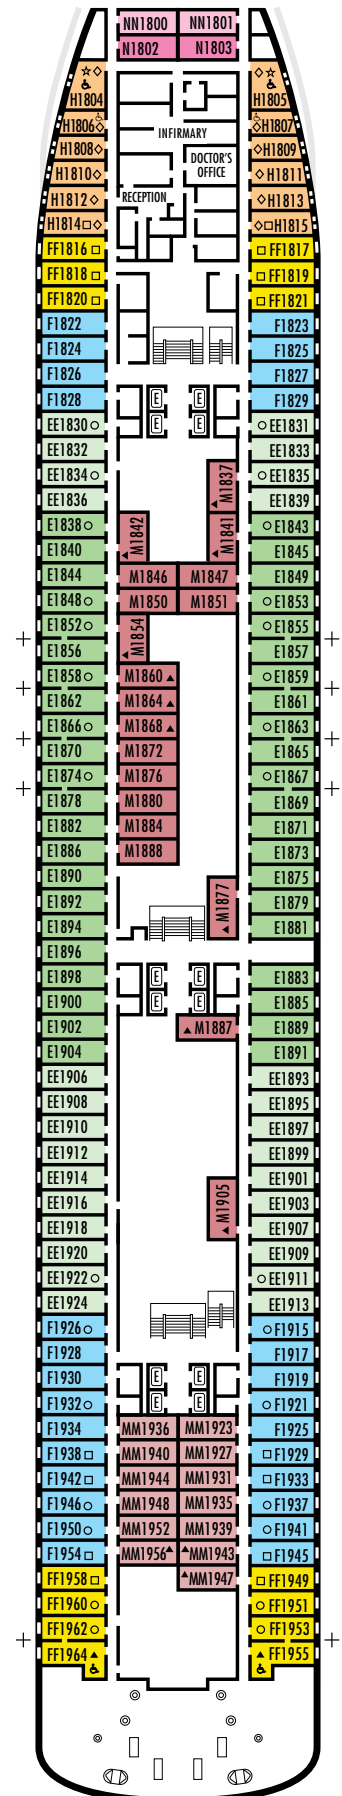 NN1800 NN1801
N1802 N1803
H1804 H1805
H1806 H1807
INFIRMARY
H1808 H1809
DOCTOR'S
OFFICE
H1810 H1811
RECEPTION
H1812 H1813
H1814 H1815
FF1816 FF1817
FF1818 FF1819
FF1820 FF1821
F1822 F1823
F1824 F1825
F1826 F1827
F1828 E E F1829
EE1830 E E EE1831
EE1832 EE1833
EE1834 M1837 EE1835
EE1836 EE1839
E1838 M1842 M1841 E1843
E1840 E1845
E1844 M1846 M1847 E1849
E1848 M1850 M1851 E1853
E1852 M1854 E1855
E1856 E1857
E1858 M1860 E1859
E1862 M1864 E1861
E1866 M1868 E1863
E1870 M1872 E1865
E1874 M1876 E1867
E1878 M1880 E1869
E1882 M1884 E1871
E1886 M1888 E1873
E1890 E1875
E1892 M1877 E1879
E1894 E1881
E1896
E1898 E E E1883
E1900 E E E1885
E1902 M1887 E1889
E1904 E1891
EE1906 EE1893
EE1908 EE1895
EE1910 EE1897
EE1912 EE1899
EE1914 EE1901
EE1916 M1905 EE1903
EE1918 EE1907
EE1920 EE1909
EE1922 EE1911
EE1924 EE1913
F1926 F1915
F1928 F1917
F1930 E E F1919
F1932 E E F1921
F1934 MM1936 MM1923 F1925
F1938 MM1940 MM1927 F1929
F1942 MM1944 MM1931 F1933
F1946 MM1948 MM1935 F1937
F1950 MM1952 MM1939 F1941
F1954 MM1956 MM1943 F1945
FF1958 MM1947 FF1949
FF1960 FF1951
FF1962 FF1953
FF1964 FF1955